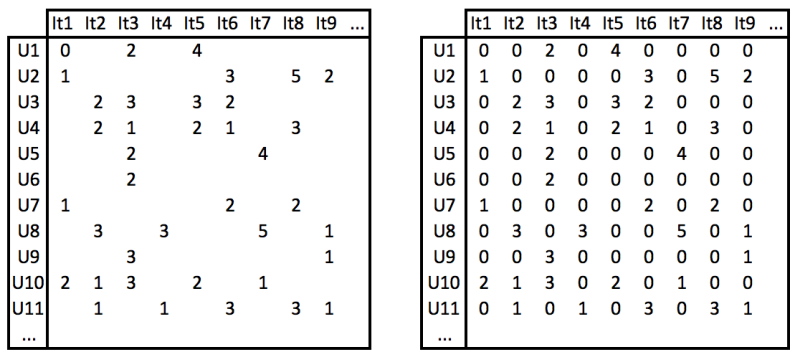 It1 It2 It3 It4 It5 It6 It7 It8 It9 ...
U1 0 2 4
U2 1 3 5 2
U3 2 3 3 2
U4 2 1 2 1 3
U5 2 4
U6 2
U7 1 2 2
U8 3 3 5 1
U9 3 1
U10 2 1 3 2 1
U11 1 1 3 3 1
...
It1 It2 It3 It4 It5 It6 It7 It8 It9 ...
U1 0 0 2 0 4 0 0 0 0
U2 1 0 0 0 0 3 0 5 2
U3 0 2 3 0 3 2 0 0 0
U4 0 2 1 0 2 1 0 3 0
U5 0 0 2 0 0 0 4 0 0
U6 0 0 2 0 0 0 0 0 0
U7 1 0 0 0 0 2 0 2 0
U8 0 3 0 3 0 0 5 0 1
U9 0 0 3 0 0 0 0 0 1
U10 2 1 3 0 2 0 1 0 0
U11 0 1 0 1 0 3 0 3 1
...